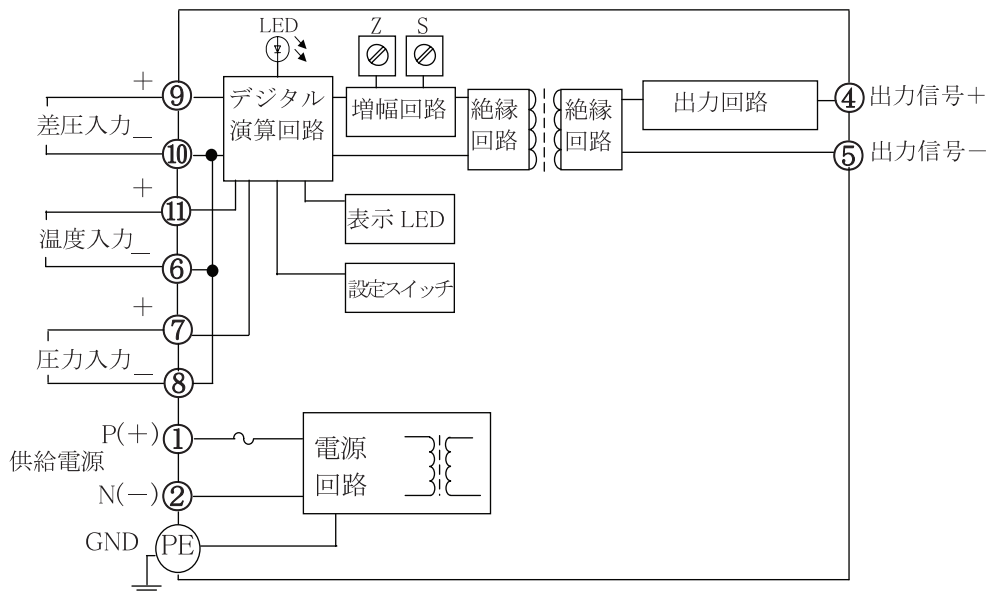 LED
Z
S
+
⑨
デジタル
演算回路
増幅回路
絶縁
回路
絶縁
回路
出力回路
④
出力信号+
差圧入力
−
⑩
⑤
出力信号−
+
⑪
表示 LED
温度入力
−
⑥
設定スイッチ
+
⑦
圧力入力
−
⑧
P(+)
①
電源
回路
供給電源
N(−)
②
GND
PE